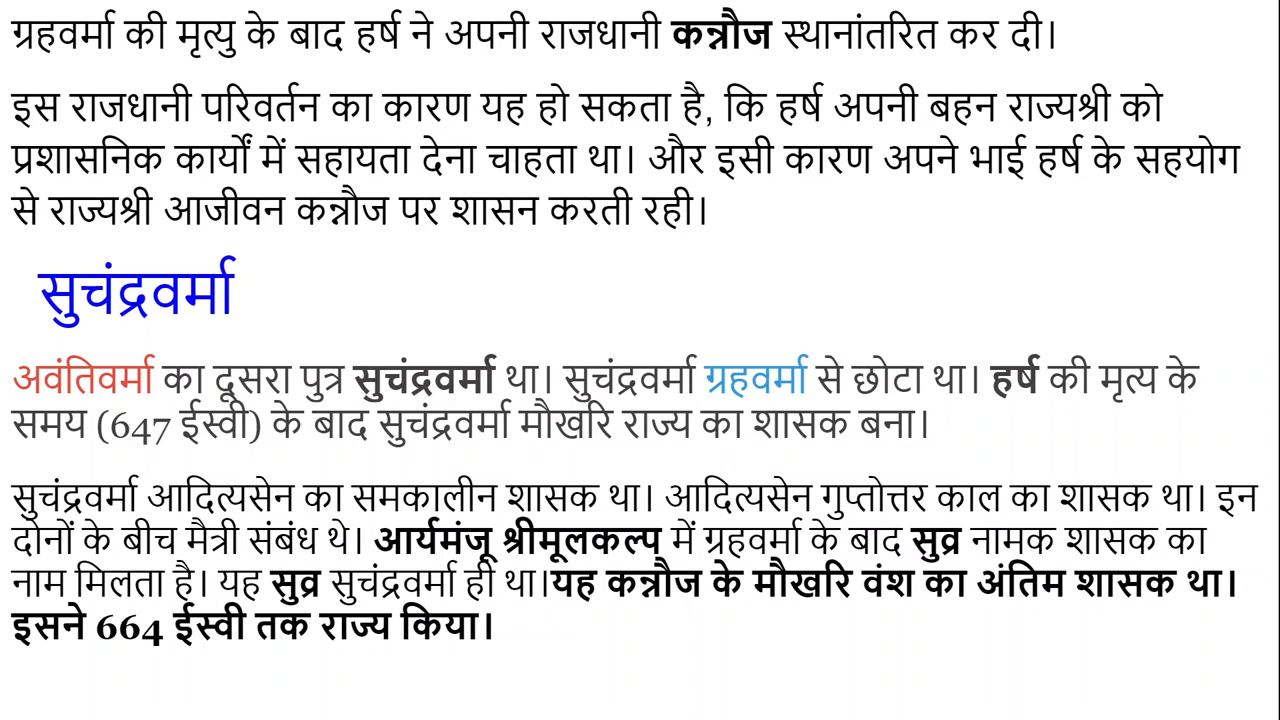 ग्रहवर्मा की मृत्यु के बाद हर्ष ने अपनी राजधानी कन्नौज स्थानांतरित कर दी।
इस राजधानी परिवर्तन का कारण यह हो सकता है, कि हर्ष अपनी बहन राज्यश्री को
प्रशासनिक कार्यों में सहायता देना चाहता था। और इसी कारण अपने भाई हर्ष के सहयोग
से राज्यश्री आजीवन कन्नौज पर शासन करती रही।
सुचंद्रवर्मा
अवंतिवर्मा का दूसरा पुत्र सुचंद्रवर्मा था। सुचंद्रवर्मा ग्रहवर्मा से छोटा था। हर्ष की मृत्य के
समय (647 ईस्वी) के बाद सुचंद्रवर्मा मौखरि राज्य का शासक बना।
सुचंद्रवर्मा आदित्यसेन का समकालीन शासक था। आदित्यसेन गुप्तोत्तर काल का शासक था। इन
दोनों के बीच मैत्री संबंध थे। आर्यमंजू श्रीमूलकल्प में ग्रहवर्मा के बाद सुव्र नामक शासक का
नाम मिलता है। यह सुव्र सुचंद्रवर्मा ही था।यह कन्नौज के मौखरि वंश का अंतिम शासक था।
इसने 664 ईस्वी तक राज्य किया।